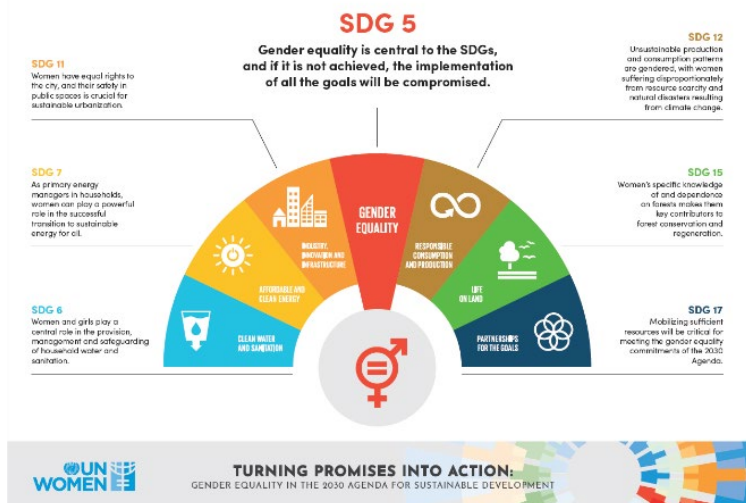 SDG 5
Gender equality is central to the SDGs,
and if it is not achieved, the implementation
of all the goals will be compromised.
SDG 11
Women have equal rights to
the city, and their safety in
public spaces is crucial for
sustainable urbanization.
SDG 7
As primary energy
managers in households,
women can play a powerful
role in the successful
transition to sustainable
energy for all.
SDG 6
Women and girls play a
central role in the provision,
management and safeguarding
of household water and
sanitation.
CLEAN WATER
AND SANITATION
AFFORDABLE AND
CLEAN ENERGY
INDUSTRY,
INNOVATION AND
INFRASTRUCTURE
GENDER
EQUALITY
RESPONSIBLE
CONSUMPTION
AND PRODUCTION
LIFE
ON LAND
PARTNERSHIPS
FOR THE GOALS
SDG 12
Unsustainable production
and consumption patterns
are gendered, with women
suffering disproportionately
from resource scarcity and
natural disasters resulting
from climate change.
SDG 15
Women's specific knowledge
of and dependence
on forests makes them
key contributors to
forest conservation and
regeneration.
SDG 17
Mobilizing sufficient
resources will be critical for
meeting the gender equality
commitments of the 2030
Agenda.
UN
WOMEN
TURNING PROMISES INTO ACTION:
GENDER EQUALITY IN THE 2030 AGENDA FOR SUSTAINABLE DEVELOPMENT